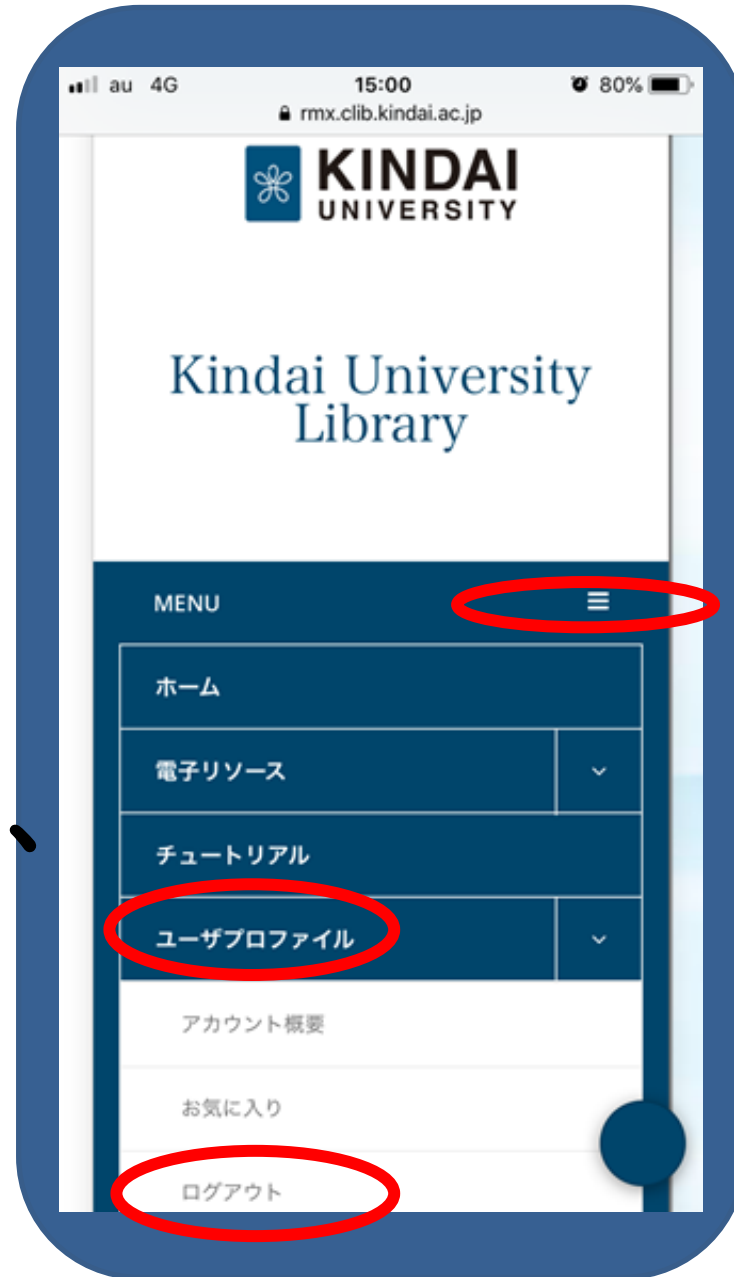 au 4G 15:00 80%
rmx.clib.kindai.ac.jp
KINDAI
UNIVERSITY
Kindai University
Library
MENU
ホーム
電子リソース
チュートリアル
ユーザプロファイル
アカウント概要
お気に入り
ログアウト